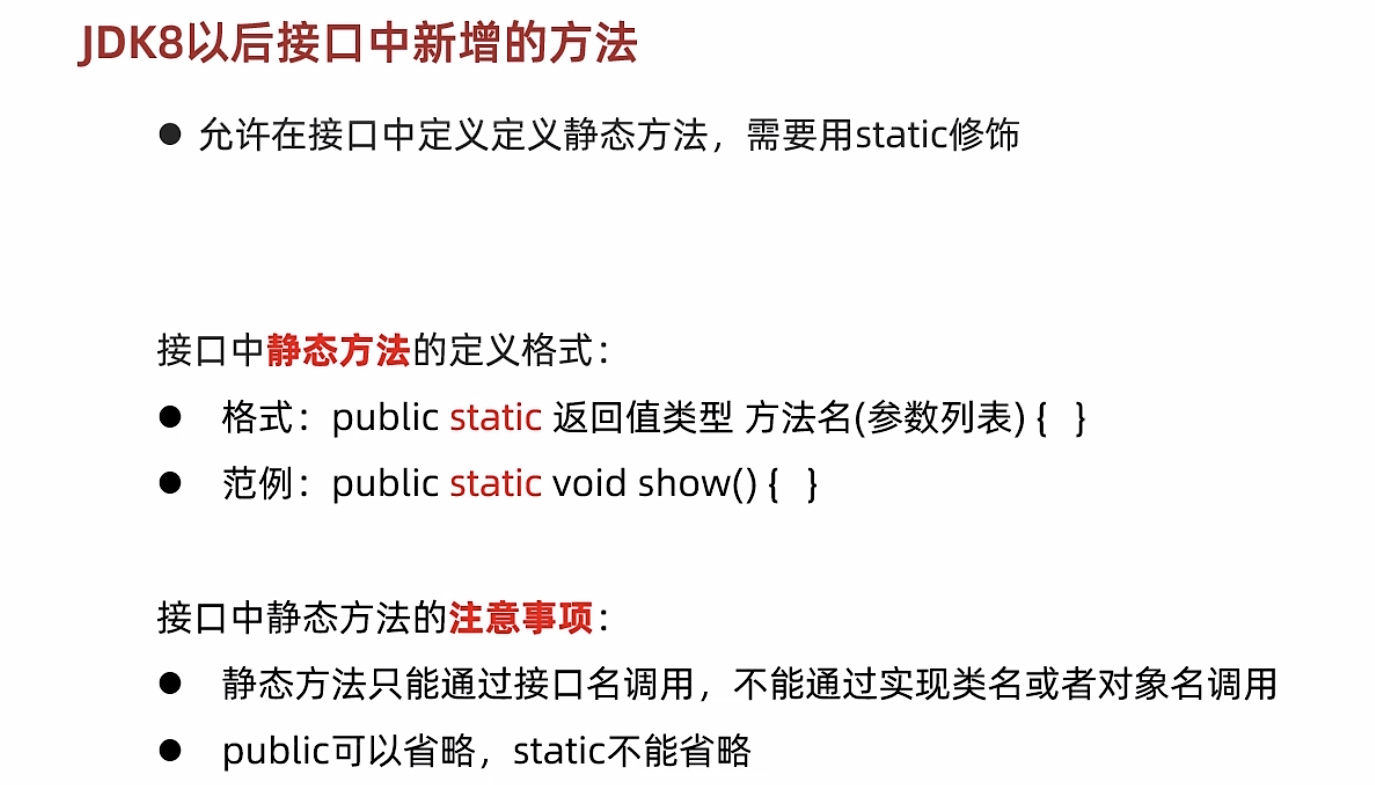 JDK8以后接口中新增的方法
● 允许在接口中定义定义静态方法，需要用static修饰
接口中静态方法的定义格式：
● 格式：public static 返回值类型 方法名(参数列表) { }
● 范例：public static void show() { }
接口中静态方法的注意事项：
● 静态方法只能通过接口名调用，不能通过实现类名或者对象名调用
● public可以省略，static不能省略